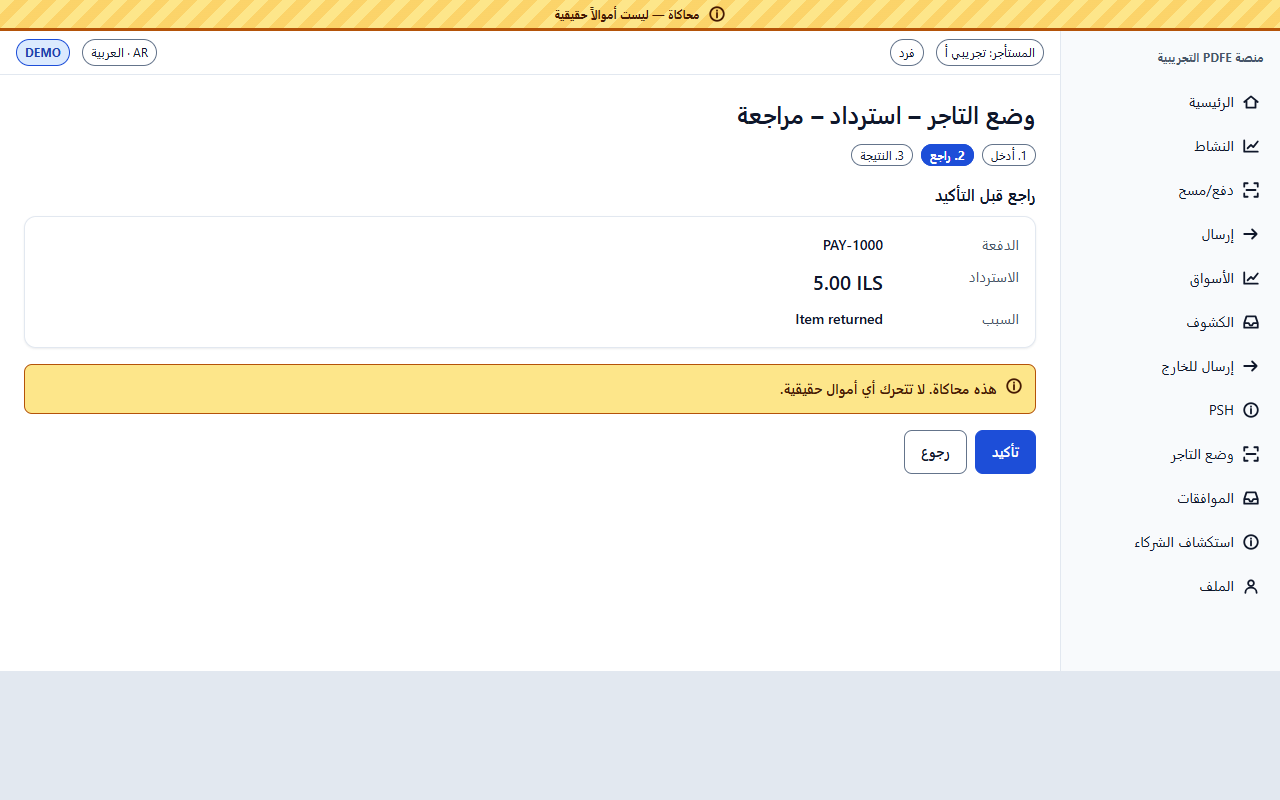 محاكاة — ليست أموالاً حقيقية
منصة PDFE التجريبية
الرئيسية
النشاط
دفع/مسح
إرسال
الأسواق
الكشوف
إرسال للخارج
PSH
وضع التاجر
الموافقات
استكشاف الشركاء
الملف
المستأجر: تجريبي أ
فرد
AR · العربية
DEMO
وضع التاجر – استرداد – مراجعة
1. أدخل
2. راجع
3. النتيجة
راجع قبل التأكيد
الدفعة PAY-1000
الاسترداد 5.00 ILS
السبب Item returned
هذه محاكاة. لا تتحرك أي أموال حقيقية.
تأكيد
رجوع